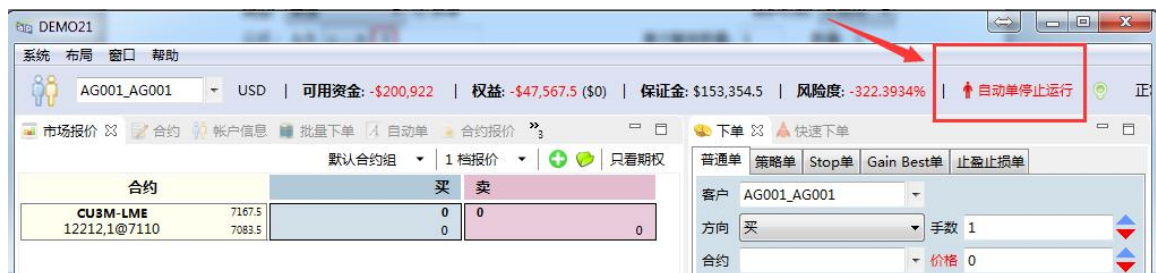 DEMO21
系统 布局 窗口 帮助
AG001_AG001 USD | 可用资金: -$200,922 | 权益: -$47,567.5 ($0) | 保证金: $153,354.5 | 风险度: -322.3934% | 自动单停止运行 正
市场报价 合约 帐户信息 批量下单 自动单 合约报价 »3
下单 快速下单
默认合约组 1 档报价 只看期权
普通单 策略单 Stop单 Gain Best单 止盈止损单
合约 买 卖
客户 AG001_AG001
CU3M-LME 7167.5 0 0
12212,1@7110 7083.5 0 0
方向 买 手数 1
合约 价格 0